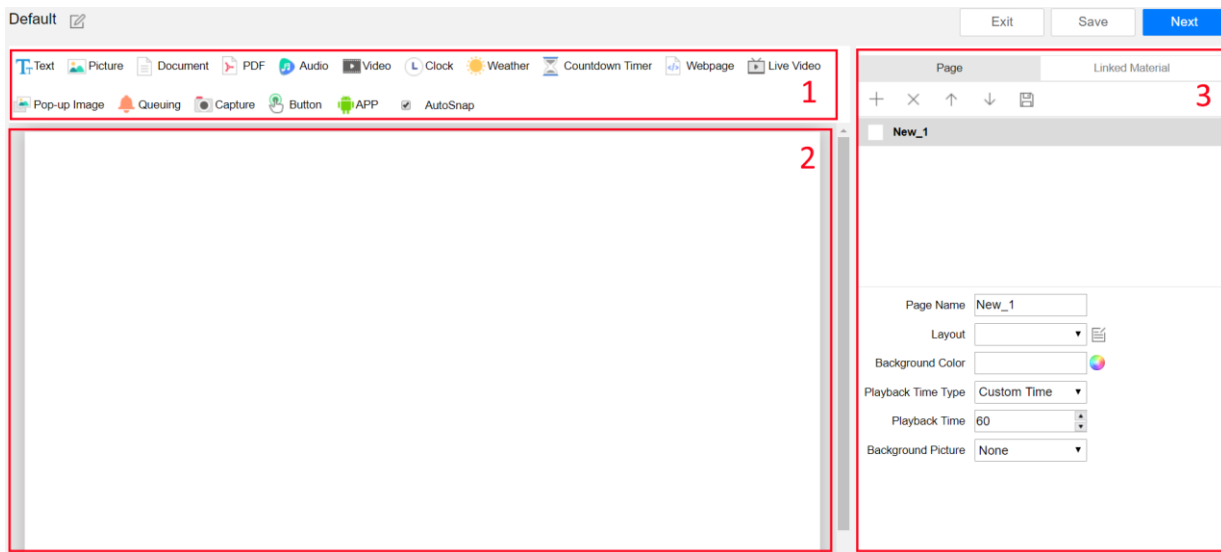 Default
Exit Save Next
Text Picture Document PDF Audio Video Clock Weather Countdown Timer Webpage Live Video
Pop-up Image Queuing Capture Button APP AutoSnap
1
2
Page Linked Material
3
New_1
Page Name New_1
Layout
Background Color
Playback Time Type Custom Time
Playback Time 60
Background Picture None